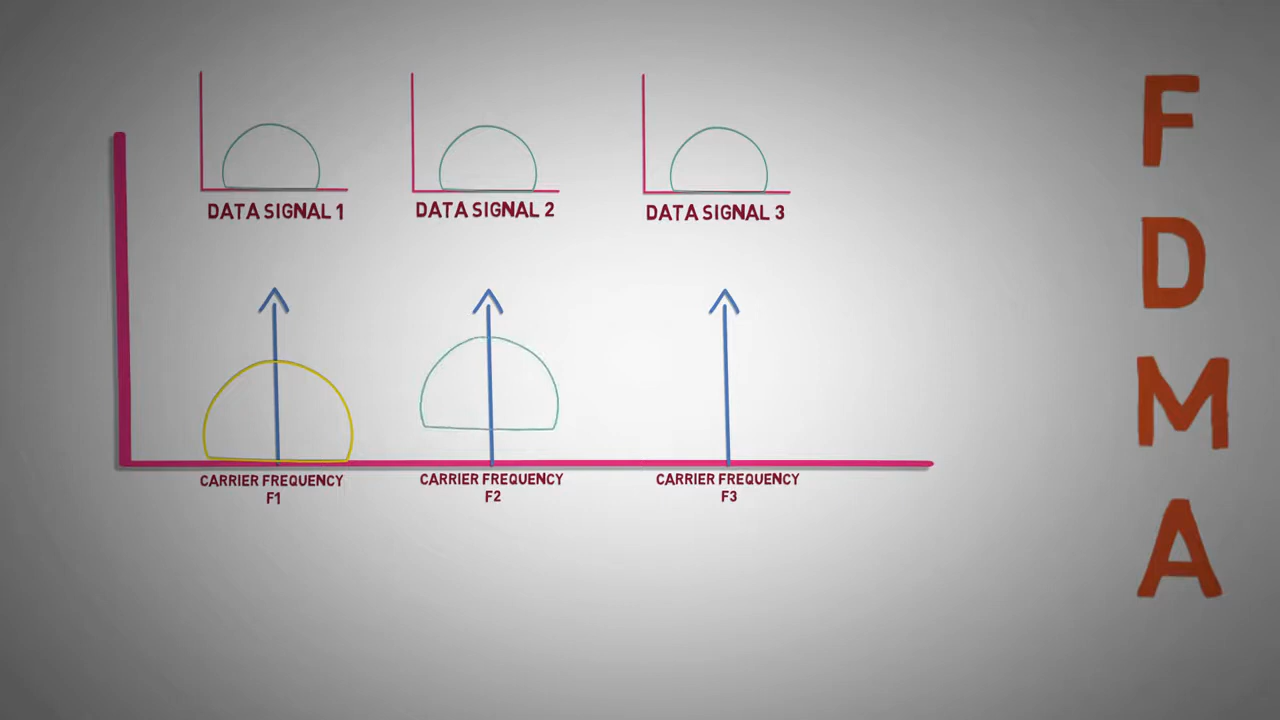 DATA SIGNAL 1
DATA SIGNAL 2
DATA SIGNAL 3
CARRIER FREQUENCY
F1
CARRIER FREQUENCY
F2
CARRIER FREQUENCY
F3
F
D
M
A